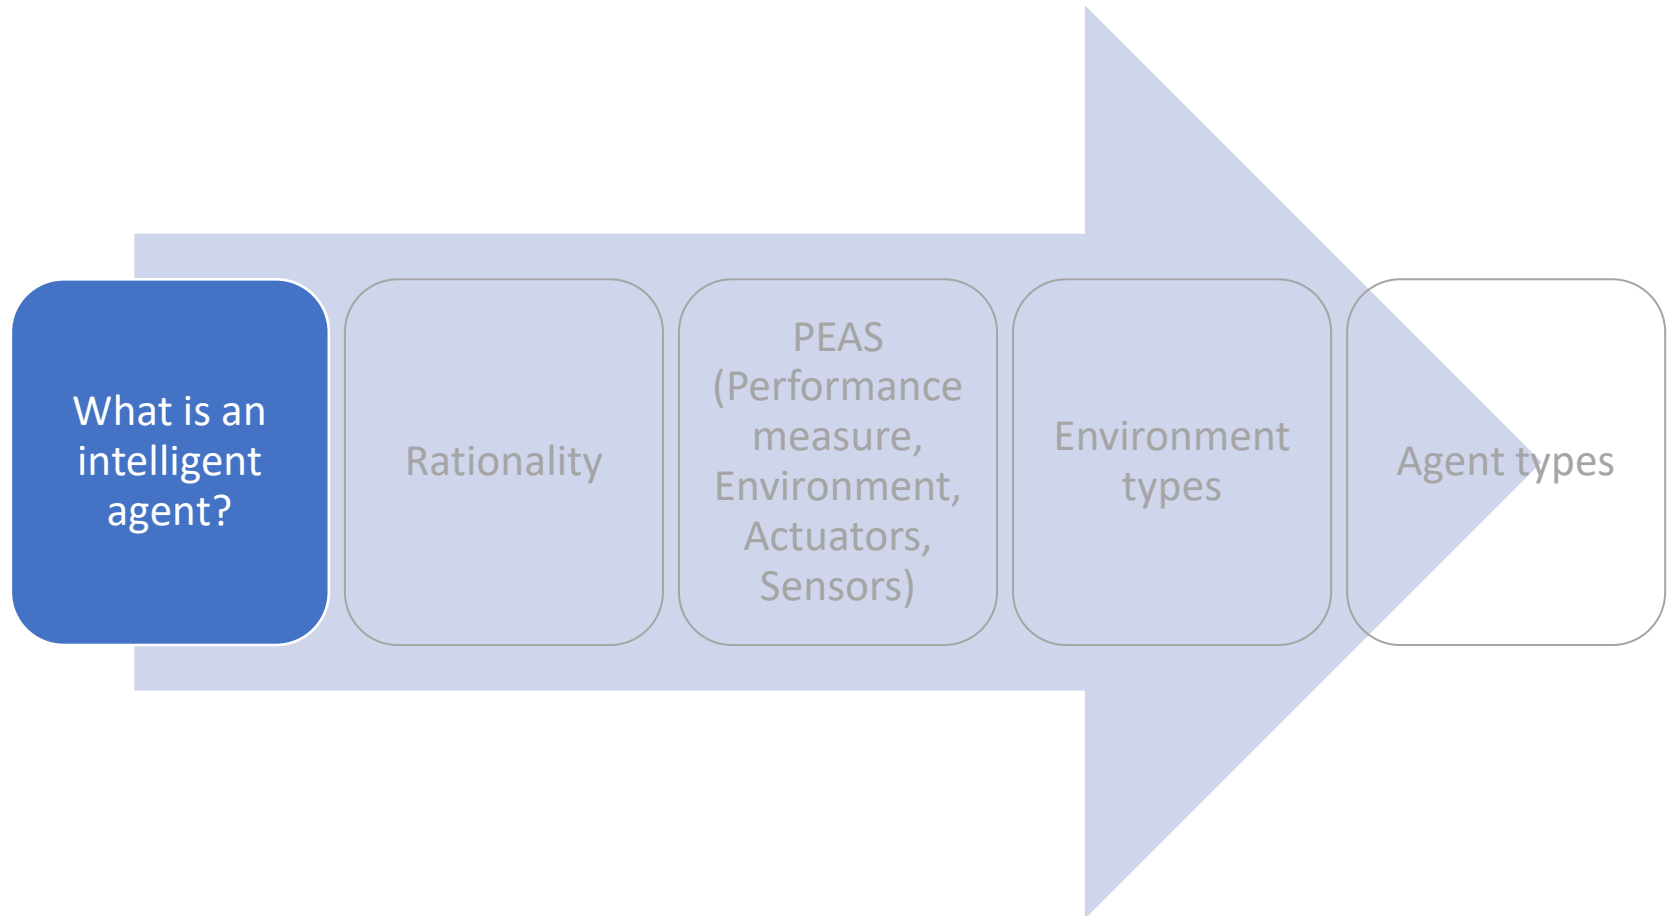 What is an
intelligent
agent?
Rationality
PEAS
(Performance
measure,
Environment,
Actuators,
Sensors)
Environment
types
Agent types